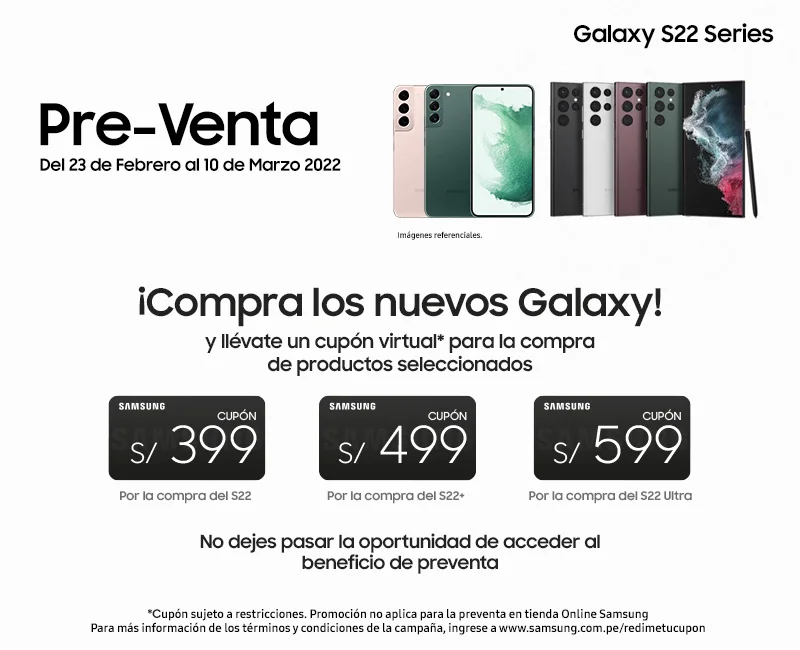 Galaxy S22 Series
Pre-Venta
Del 23 de Febrero al 10 de Marzo 2022
Imágenes referenciales.
¡Compra los nuevos Galaxy!
y llévate un cupón virtual* para la compra
de productos seleccionados
SAMSUNG
CUPÓN
S/ 399
Por la compra del S22
SAMSUNG
CUPÓN
S/ 499
Por la compra del S22+
SAMSUNG
CUPÓN
S/ 599
Por la compra del S22 Ultra
No dejes pasar la oportunidad de acceder al
beneficio de preventa
*Cupón sujeto a restricciones. Promoción no aplica para la preventa en tienda Online Samsung
Para más información de los términos y condiciones de la campaña, ingrese a www.samsung.com.pe/redimetucupon